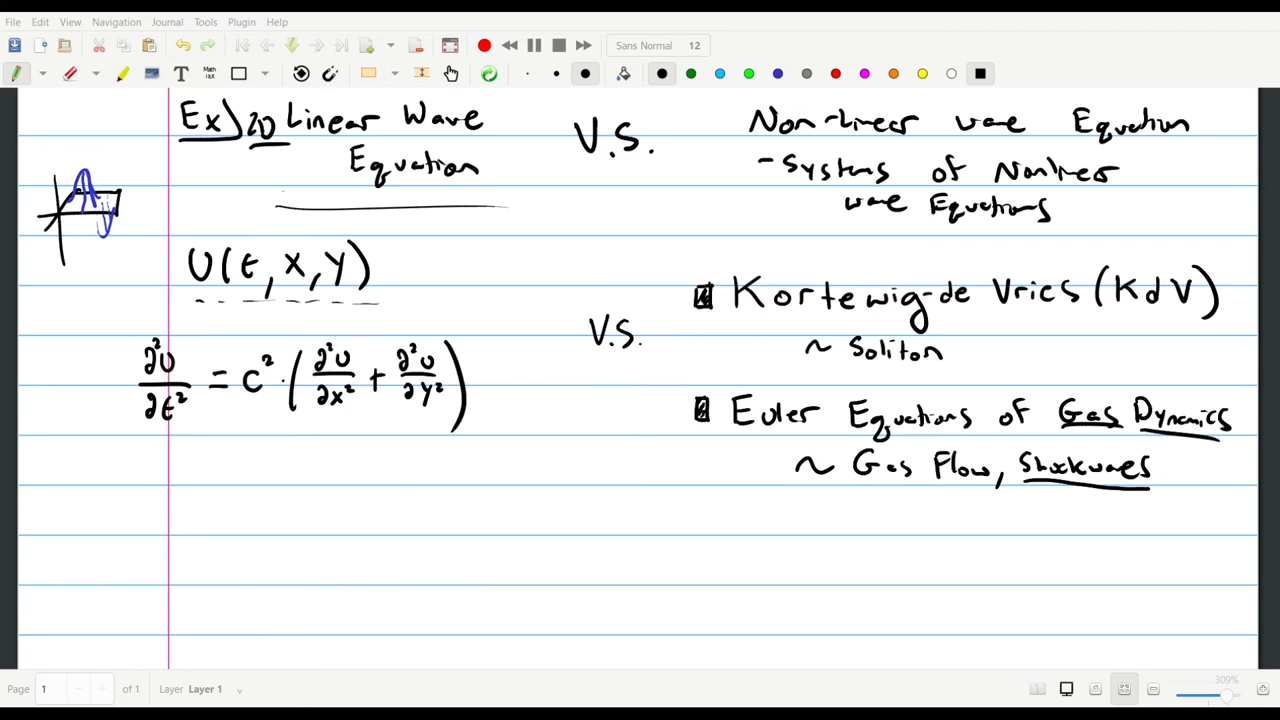 File Edit View Navigation Journal Tools Plugin Help
Sans Normal 12
Ex) 2D Linear Wave
Equation
V.S.
Non-Linear wave Equation
-Systems of Nonlinear
wave Equations
U(t, x, y)
V.S.
Kortewig-de Vries (KdV)
~ Soliton
∂²U/∂t² = c² · (∂²U/∂x² + ∂²U/∂y²)
Euler Equations of Gas Dynamics
~ Gas Flow, Shockwaves
Page 1 of 1 Layer Layer 1
309%